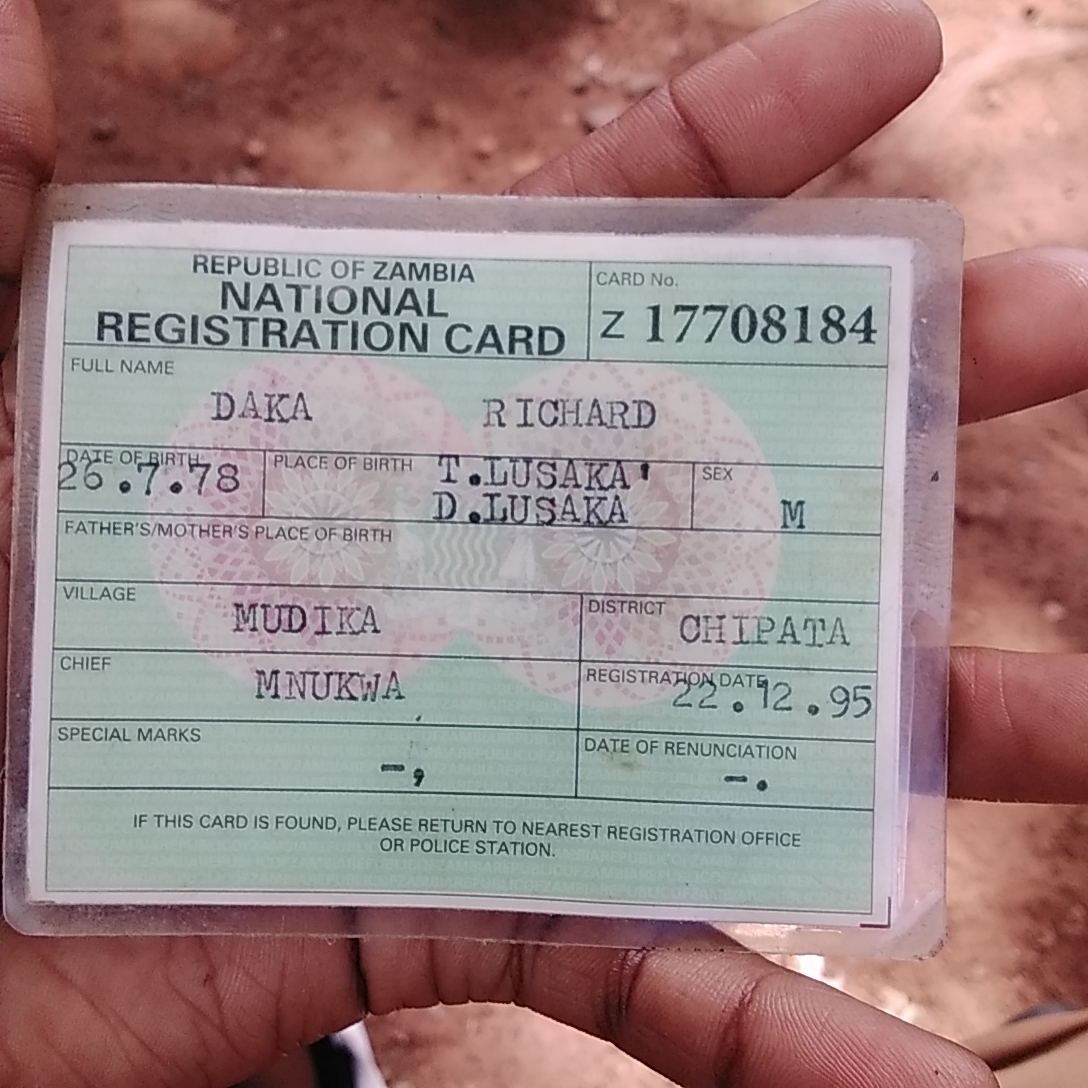 REPUBLIC OF ZAMBIA
NATIONAL
REGISTRATION CARD
CARD No.
Z 17708184
FULL NAME
DAKA RICHARD
DATE OF BIRTH
26.7.78
PLACE OF BIRTH
T.LUSAKA'
D.LUSAKA
SEX
M
FATHER'S/MOTHER'S PLACE OF BIRTH
VILLAGE
MUDIKA
DISTRICT
CHIPATA
CHIEF
MNUKWA
REGISTRATION DATE
22.12.95
SPECIAL MARKS
-,
DATE OF RENUNCIATION
-.
IF THIS CARD IS FOUND, PLEASE RETURN TO NEAREST REGISTRATION OFFICE
OR POLICE STATION.